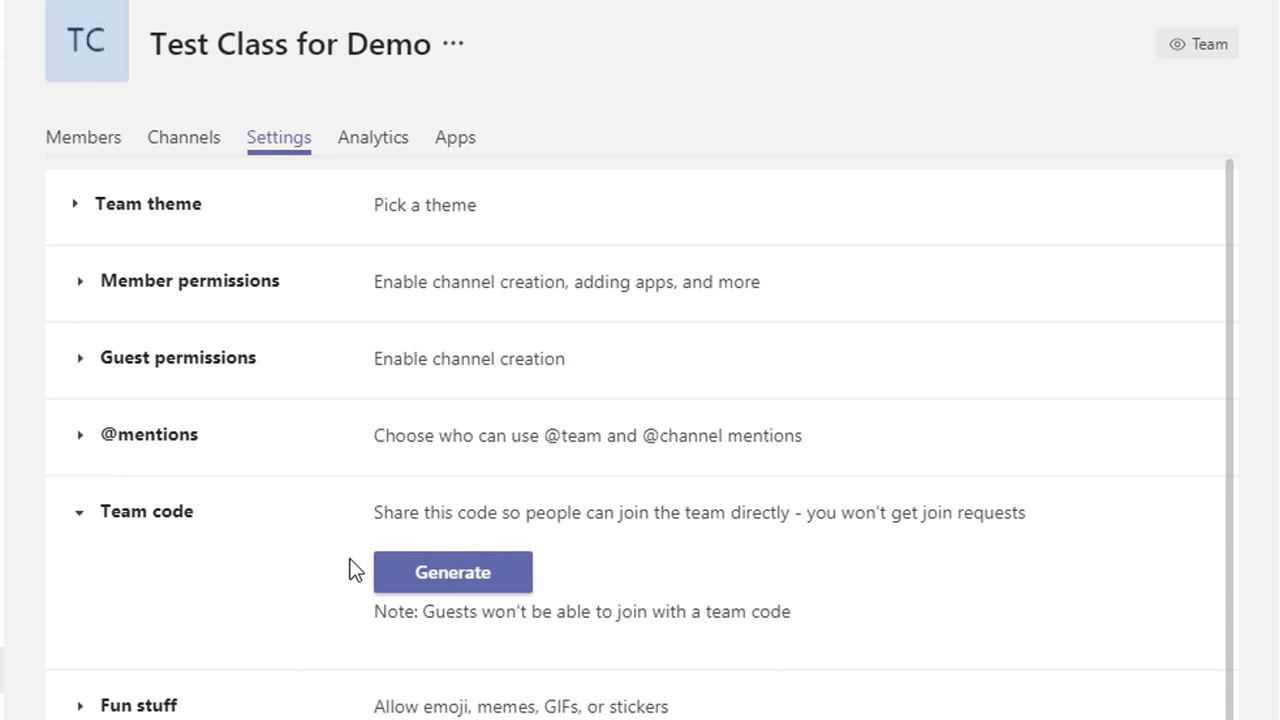 TC
Test Class for Demo ...
Team
Members Channels Settings Analytics Apps
Team theme Pick a theme
Member permissions Enable channel creation, adding apps, and more
Guest permissions Enable channel creation
@mentions Choose who can use @team and @channel mentions
Team code Share this code so people can join the team directly - you won't get join requests
Generate
Note: Guests won't be able to join with a team code
Fun stuff Allow emoji, memes, GIFs, or stickers